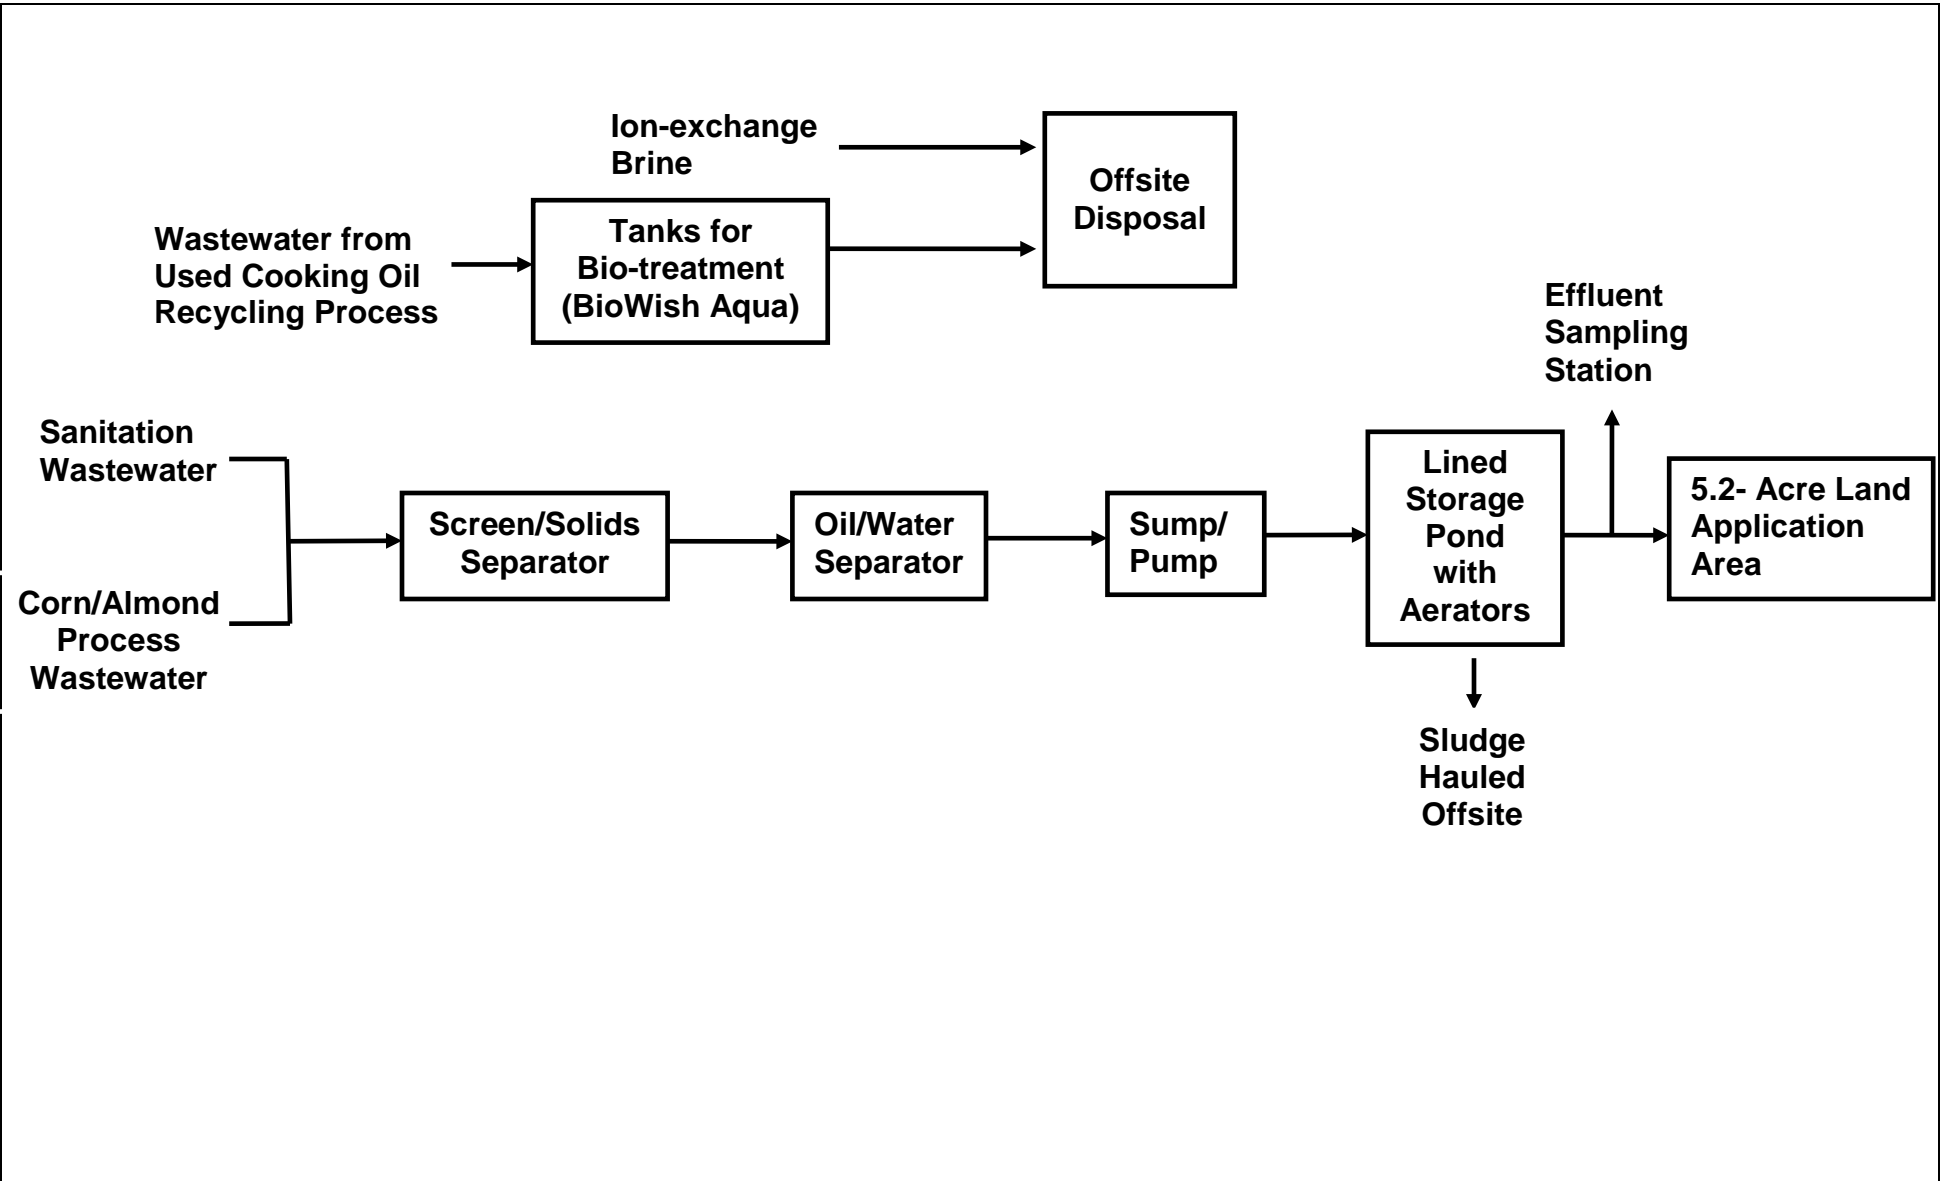 Ion-exchange
Brine
Offsite
Disposal
Wastewater from
Used Cooking Oil
Recycling Process
Tanks for
Bio-treatment
(BioWish Aqua)
Effluent
Sampling
Station
Sanitation
Wastewater
Corn/Almond
Process
Wastewater
Screen/Solids
Separator
Oil/Water
Separator
Sump/
Pump
Lined
Storage
Pond
with
Aerators
5.2- Acre Land
Application
Area
Sludge
Hauled
Offsite